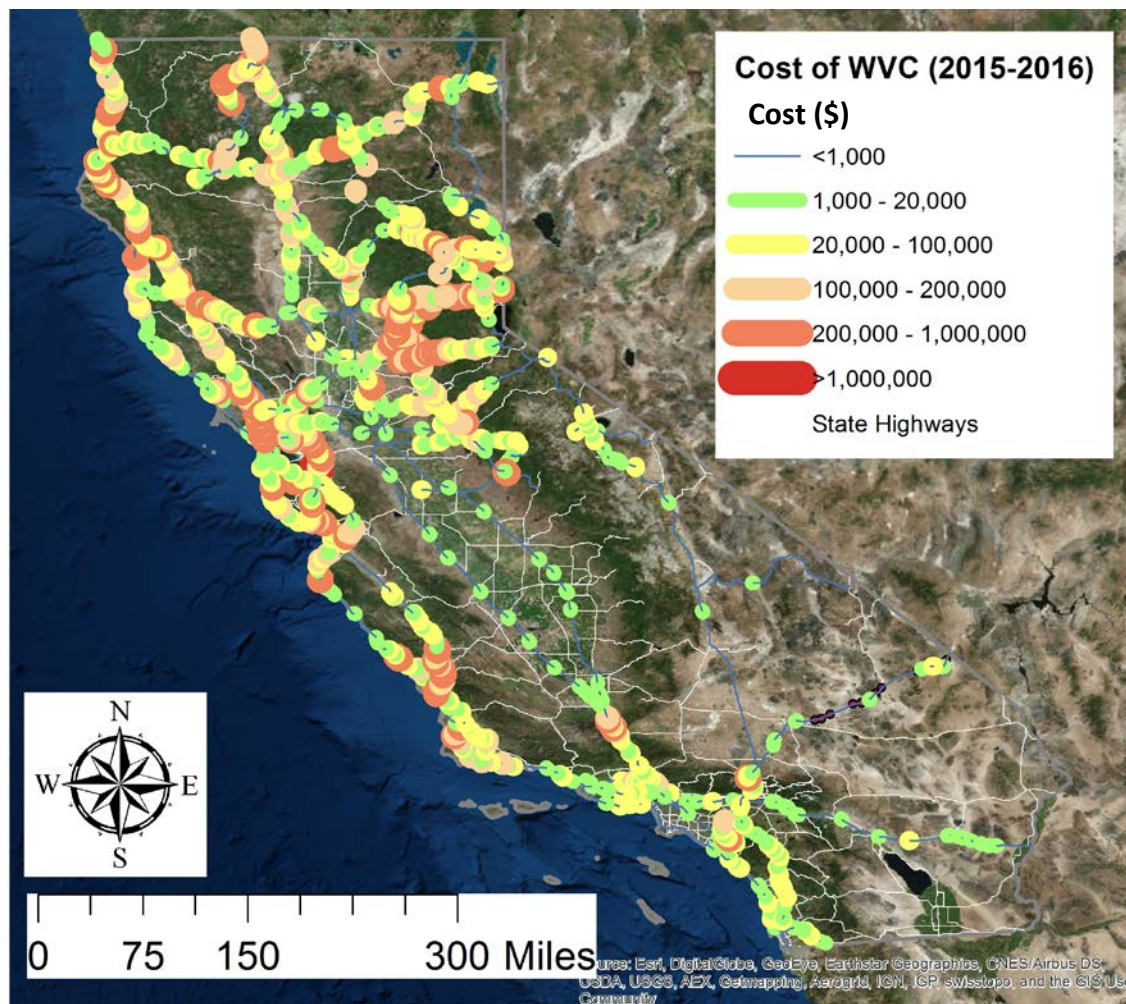 Cost of WVC (2015-2016)
Cost ($)
<1,000
1,000 - 20,000
20,000 - 100,000
100,000 - 200,000
200,000 - 1,000,000
>1,000,000
State Highways
N
W E
S
0 75 150 300 Miles
Source: Esri, DigitalGlobe, GeoEye, Earthstar Geographics, CNES/Airbus DS,
USDA, USGS, AEX, Getmapping, Aerogrid, IGN, IGP, swisstopo, and the GIS Use
Community